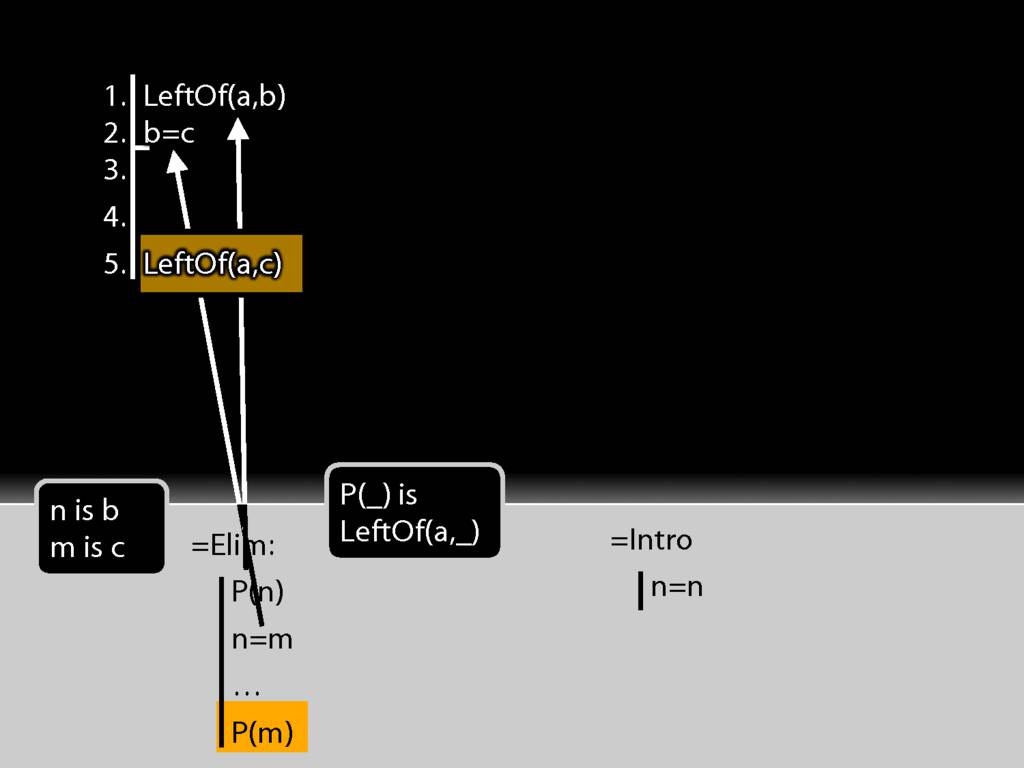 1. LeftOf(a,b)
2. b=c
3.
4.
5. LeftOf(a,c)
n is b
m is c
P(_) is
LeftOf(a,_)
=Elim:
P(n)
n=m
…
P(m)
=Intro
n=n